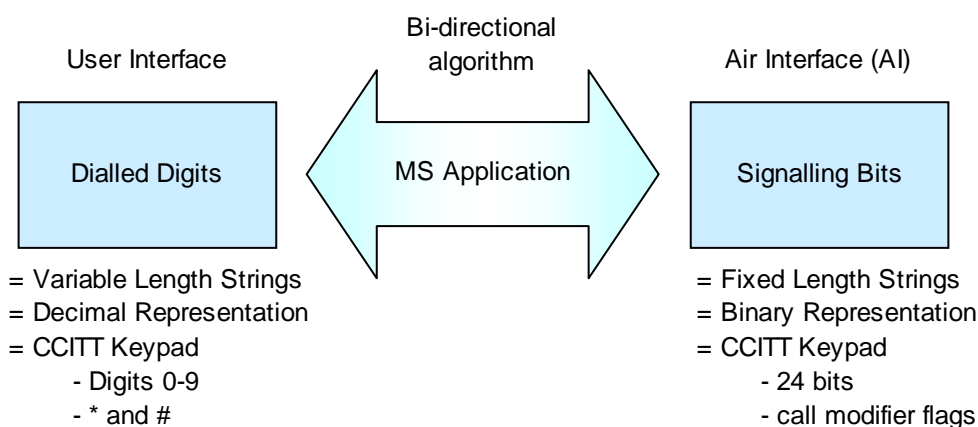 Bi-directional
algorithm
User Interface
Air Interface (AI)
Dialled Digits
MS Application
Signalling Bits
= Variable Length Strings
= Decimal Representation
= CCITT Keypad
- Digits 0-9
- * and #
= Fixed Length Strings
= Binary Representation
= CCITT Keypad
- 24 bits
- call modifier flags